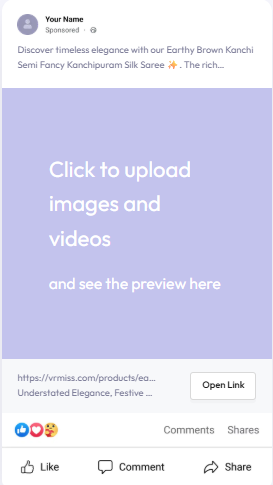 Your Name
Sponsored ·
Discover timeless elegance with our Earthy Brown Kanchi
Semi Fancy Kanchipuram Silk Saree ✨ . The rich...
Click to upload
images and
videos
and see the preview here
https://vrmiss.com/products/ea...
Understated Elegance, Festive ...
Open Link
Comments Shares
Like Comment Share